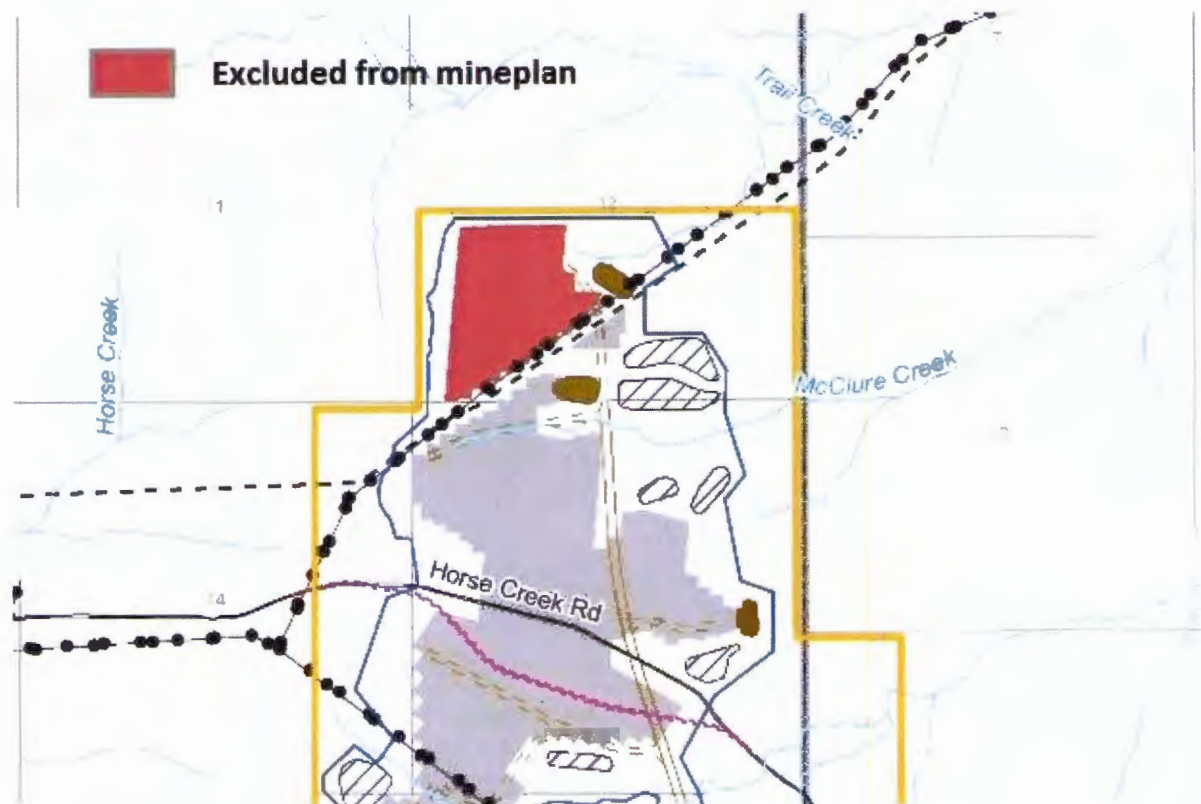 Excluded from mineplan
Trail Creek
1
12
Horse Creek
McClure Creek
Horse Creek Rd
14